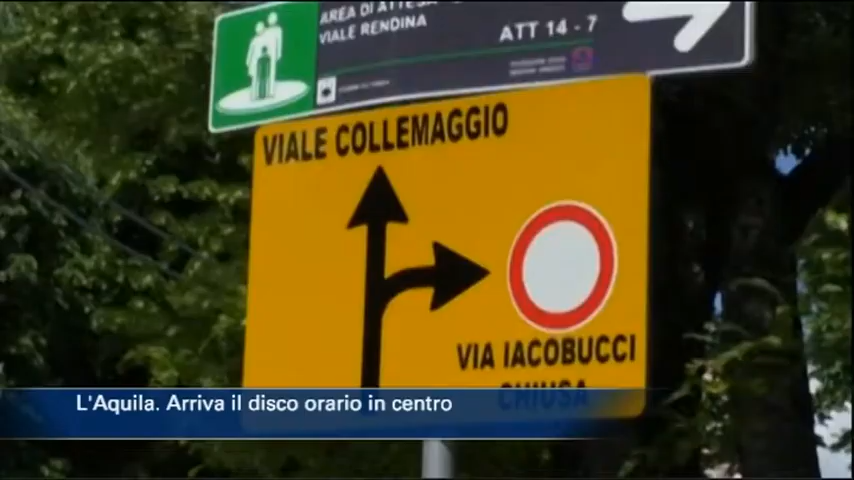 AREA DI ATTESA
VIALE RENDINA
ATT 14 - 7
VIALE COLLEMAGGIO
VIA IACOBUCCI
CHIUSA
L'Aquila. Arriva il disco orario in centro